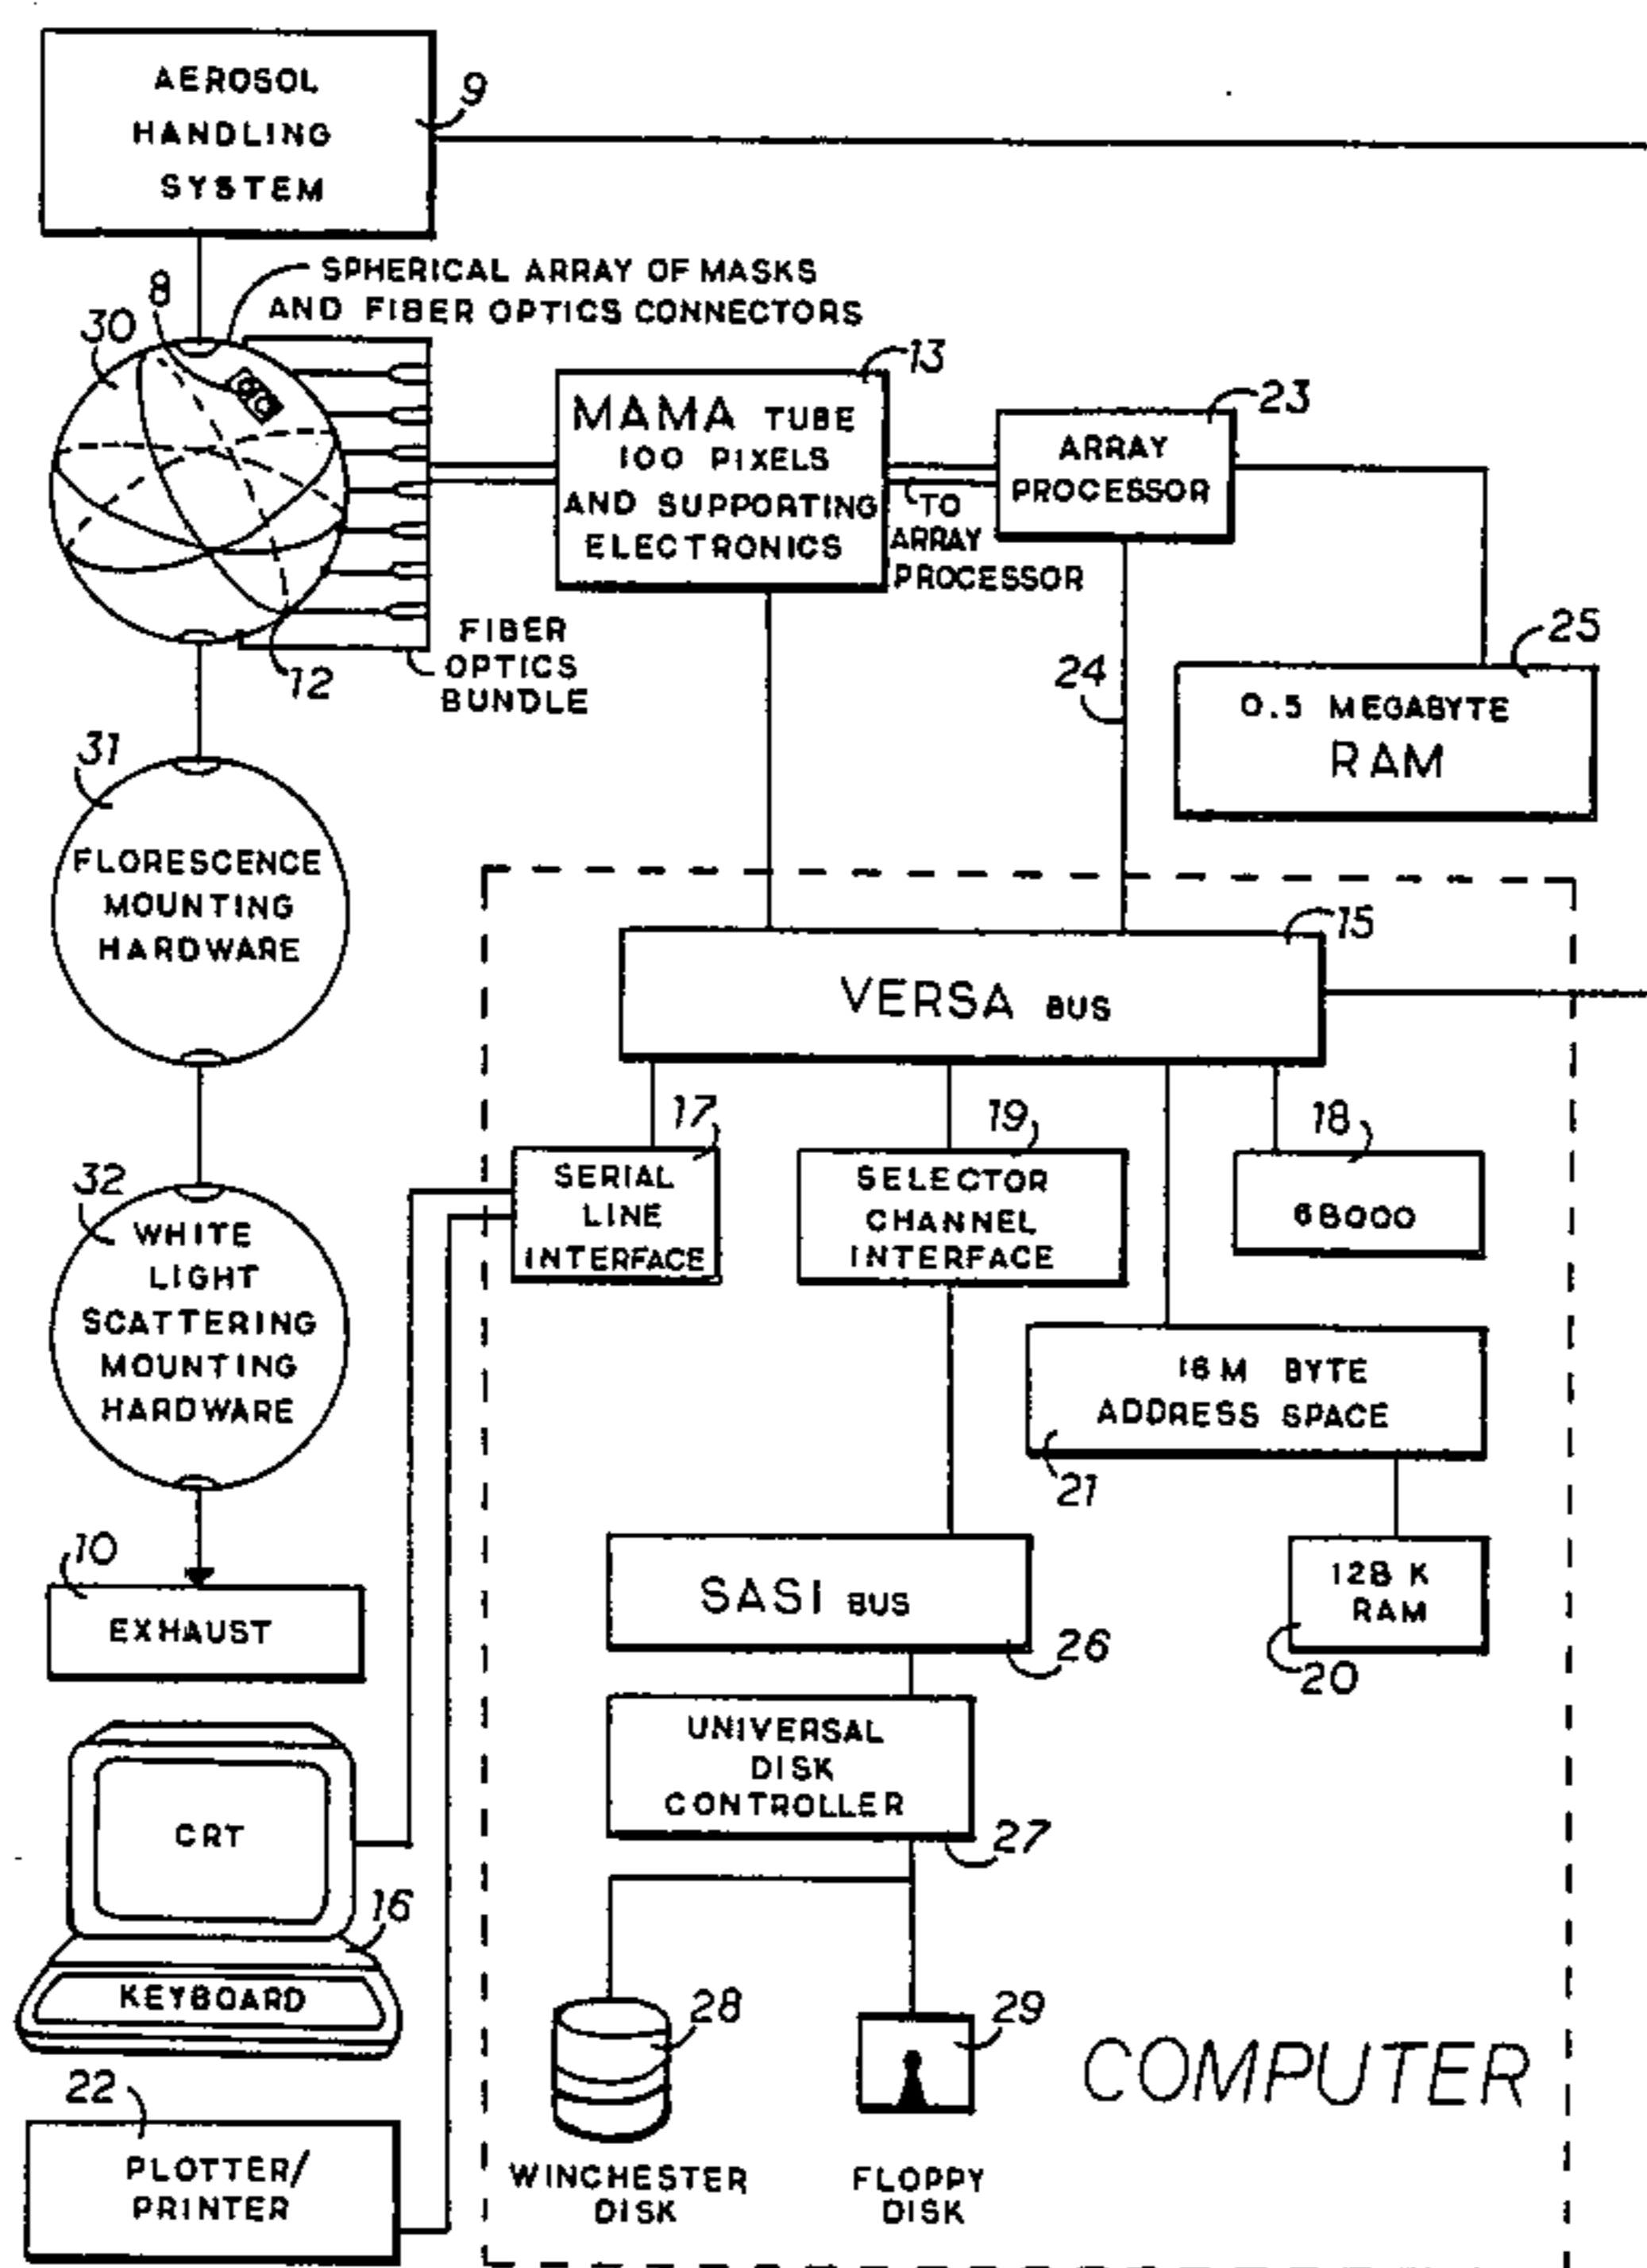 AEROSOL
HANDLING
SYSTEM
9
SPHERICAL ARRAY OF MASKS
AND FIBER OPTICS CONNECTORS
8
30
12
FIBER
OPTICS
BUNDLE
MAMA TUBE
100 PIXELS
AND SUPPORTING
ELECTRONICS
13
TO
ARRAY
PROCESSOR
ARRAY
PROCESSOR
23
24
0.5 MEGABYTE
RAM
25
31
FLORESCENCE
MOUNTING
HARDWARE
VERSA BUS
15
32
WHITE
LIGHT
SCATTERING
MOUNTING
HARDWARE
17
SERIAL
LINE
INTERFACE
19
SELECTOR
CHANNEL
INTERFACE
18
68000
16M BYTE
ADDRESS SPACE
21
128 K
RAM
20
10
EXHAUST
SASI BUS
26
UNIVERSAL
DISK
CONTROLLER
27
CRT
16
KEYBOARD
28
WINCHESTER
DISK
29
FLOPPY
DISK
COMPUTER
22
PLOTTER/
PRINTER